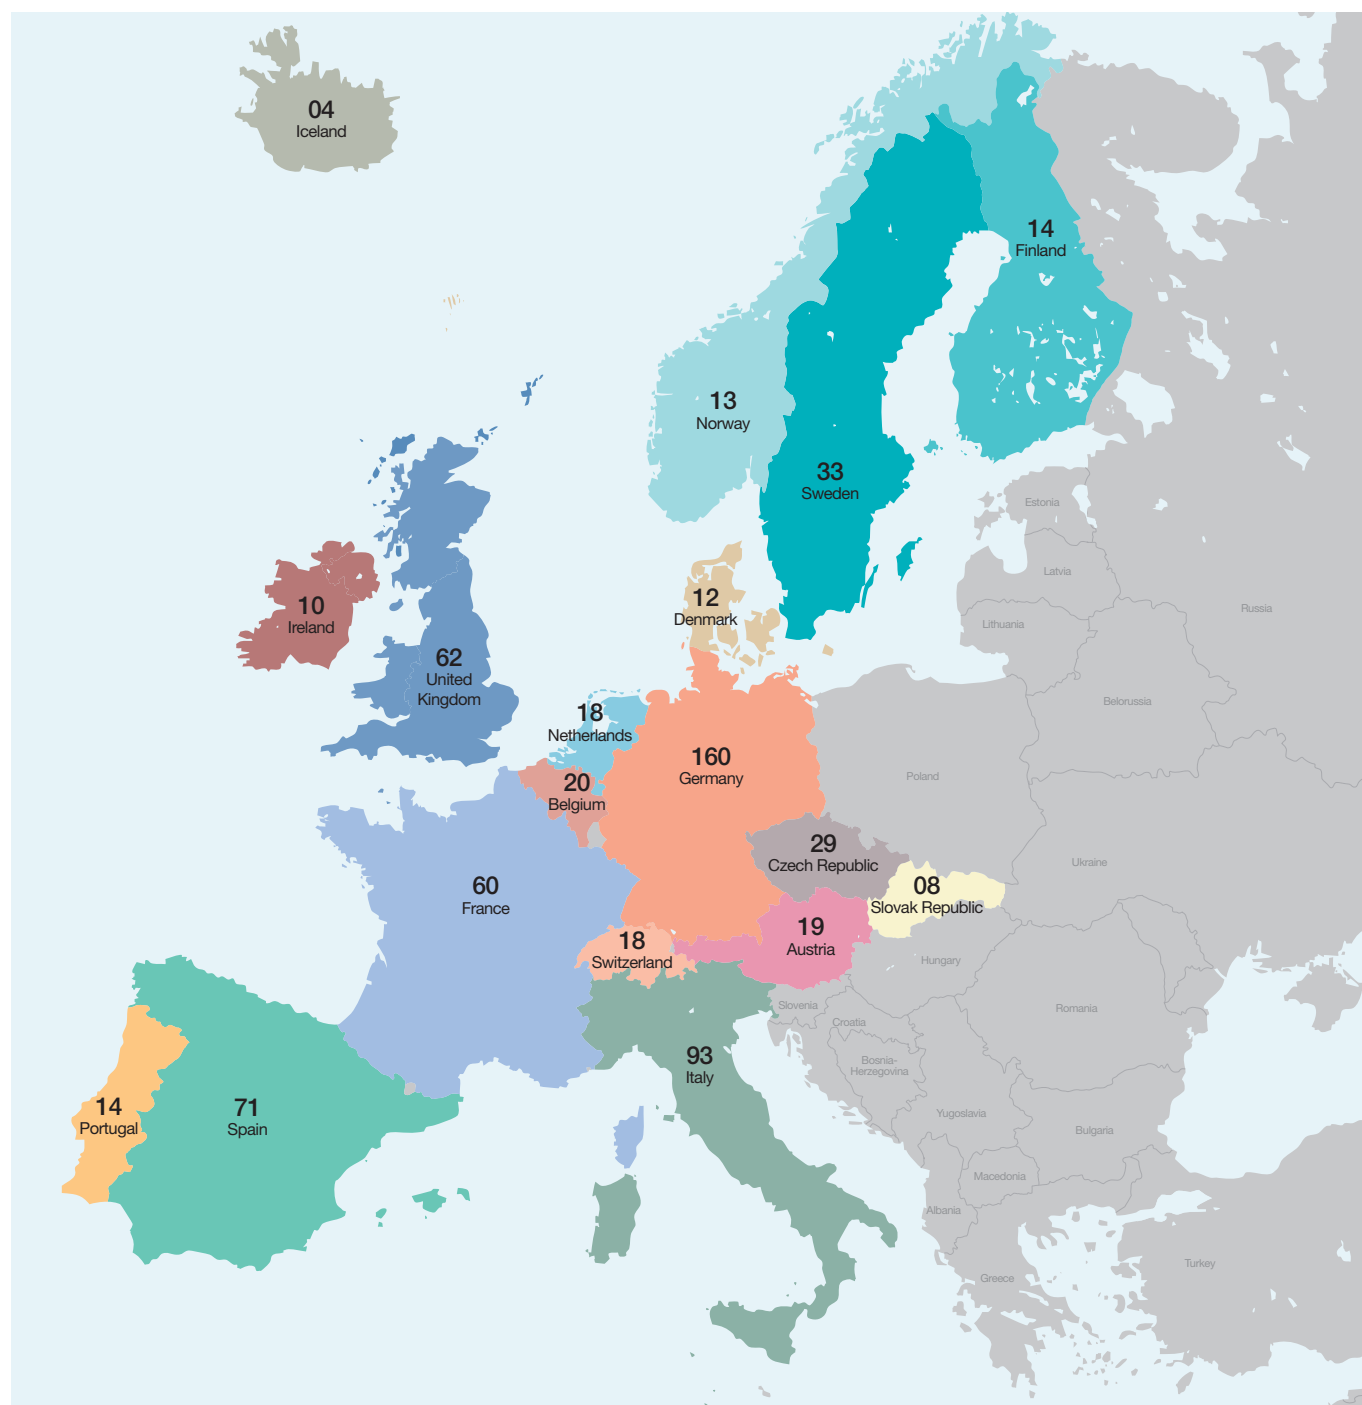 04
Iceland
14
Finland
13
Norway
33
Sweden
Estonia
Latvia
12
Denmark
10
Ireland
Russia
Lithuania
62
United
Kingdom
Belorussia
18
Netherlands
160
Germany
20
Belgium
Poland
29
Czech Republic
Ukraine
60
France
08
Slovak Republic
19
Austria
18
Switzerland
Hungary
Slovenia
Romania
Croatia
93
Italy
Bosnia-
Herzegovina
14
Portugal
71
Spain
Yugoslavia
Bulgaria
Macedonia
Albania
Turkey
Greece